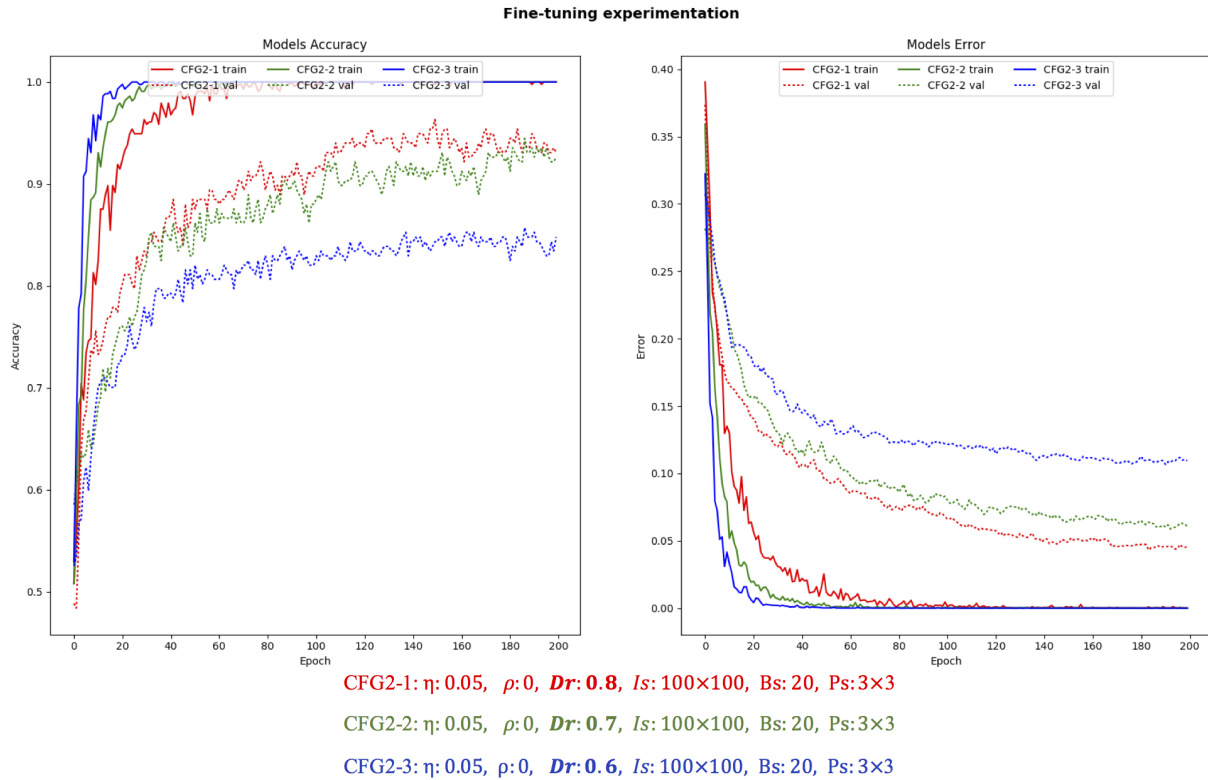 Fine-tuning experimentation
Models Accuracy
CFG2-1 train CFG2-2 train CFG2-3 train
CFG2-1 val CFG2-2 val CFG2-3 val
1.0
0.9
0.8
0.7
0.6
0.5
Accuracy
0 20 40 60 80 100 120 140 160 180 200
Epoch
Models Error
CFG2-1 train CFG2-2 train CFG2-3 train
CFG2-1 val CFG2-2 val CFG2-3 val
0.40
0.35
0.30
0.25
0.20
0.15
0.10
0.05
0.00
Error
0 20 40 60 80 100 120 140 160 180 200
Epoch
CFG2-1: η: 0.05, ρ: 0, Dr: 0.8, Is: 100×100, Bs: 20, Ps: 3×3
CFG2-2: η: 0.05, ρ: 0, Dr: 0.7, Is: 100×100, Bs: 20, Ps: 3×3
CFG2-3: η: 0.05, ρ: 0, Dr: 0.6, Is: 100×100, Bs: 20, Ps: 3×3